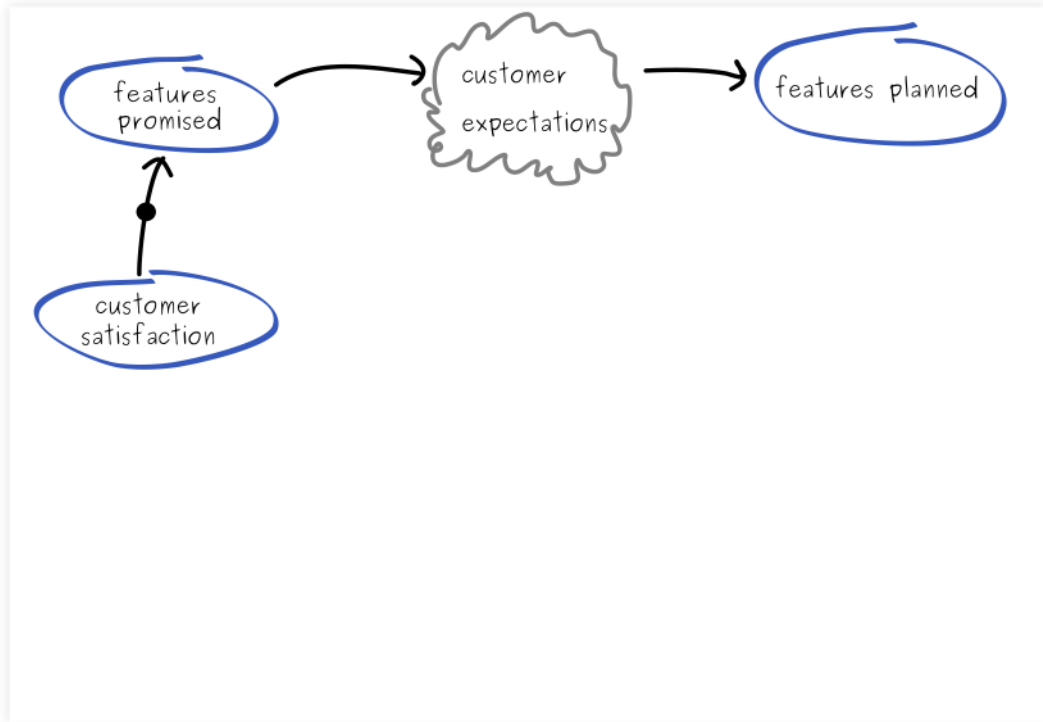 features
promised
customer
expectations
features planned
customer
satisfaction